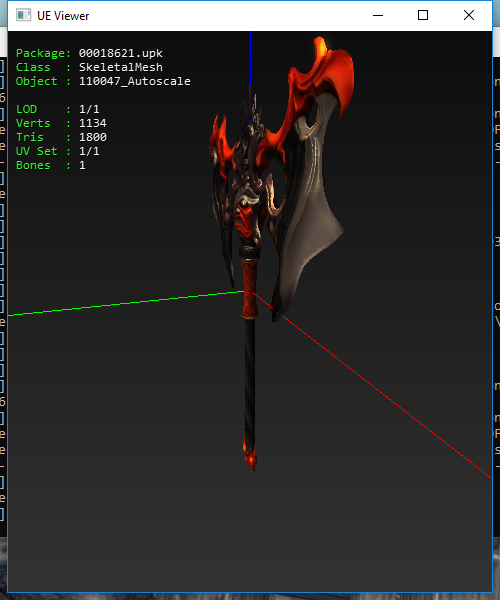 UE Viewer
Package: 00018621.upk
Class : SkeletalMesh
Object : 110047_Autoscale
LOD : 1/1
Verts : 1134
Tris : 1800
UV Set : 1/1
Bones : 1